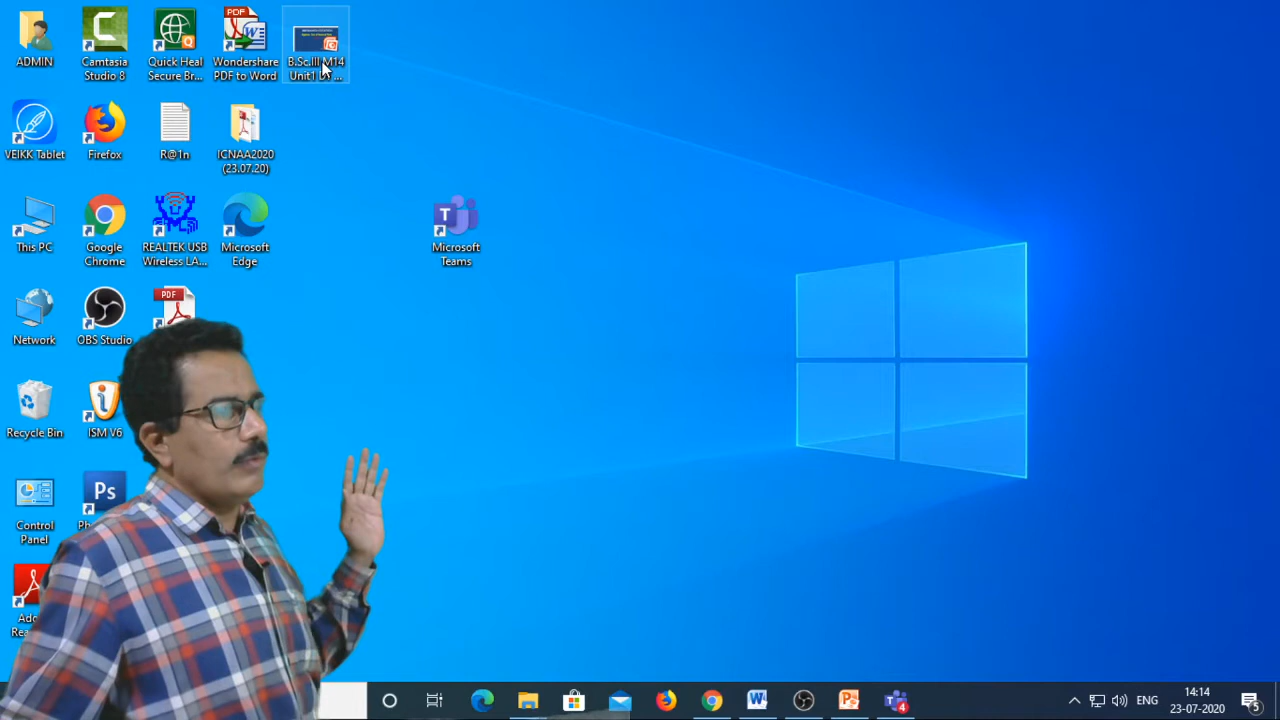 ADMIN
Camtasia
Studio 8
Quick Heal
Secure Br...
PDF
W
Wondershare
PDF to Word
B.Sc.III M14
VEIKK Tablet
Firefox
R@1n
ICNAA2020
(23.07.20)
This PC
Google
Chrome
REALTEK USB
Wireless LA...
Microsoft
Edge
T
Microsoft
Teams
Network
OBS Studio
PDF
Recycle Bin
ISM V6
Control
Panel
Ps
14:14
ENG
23-07-2020
4
5